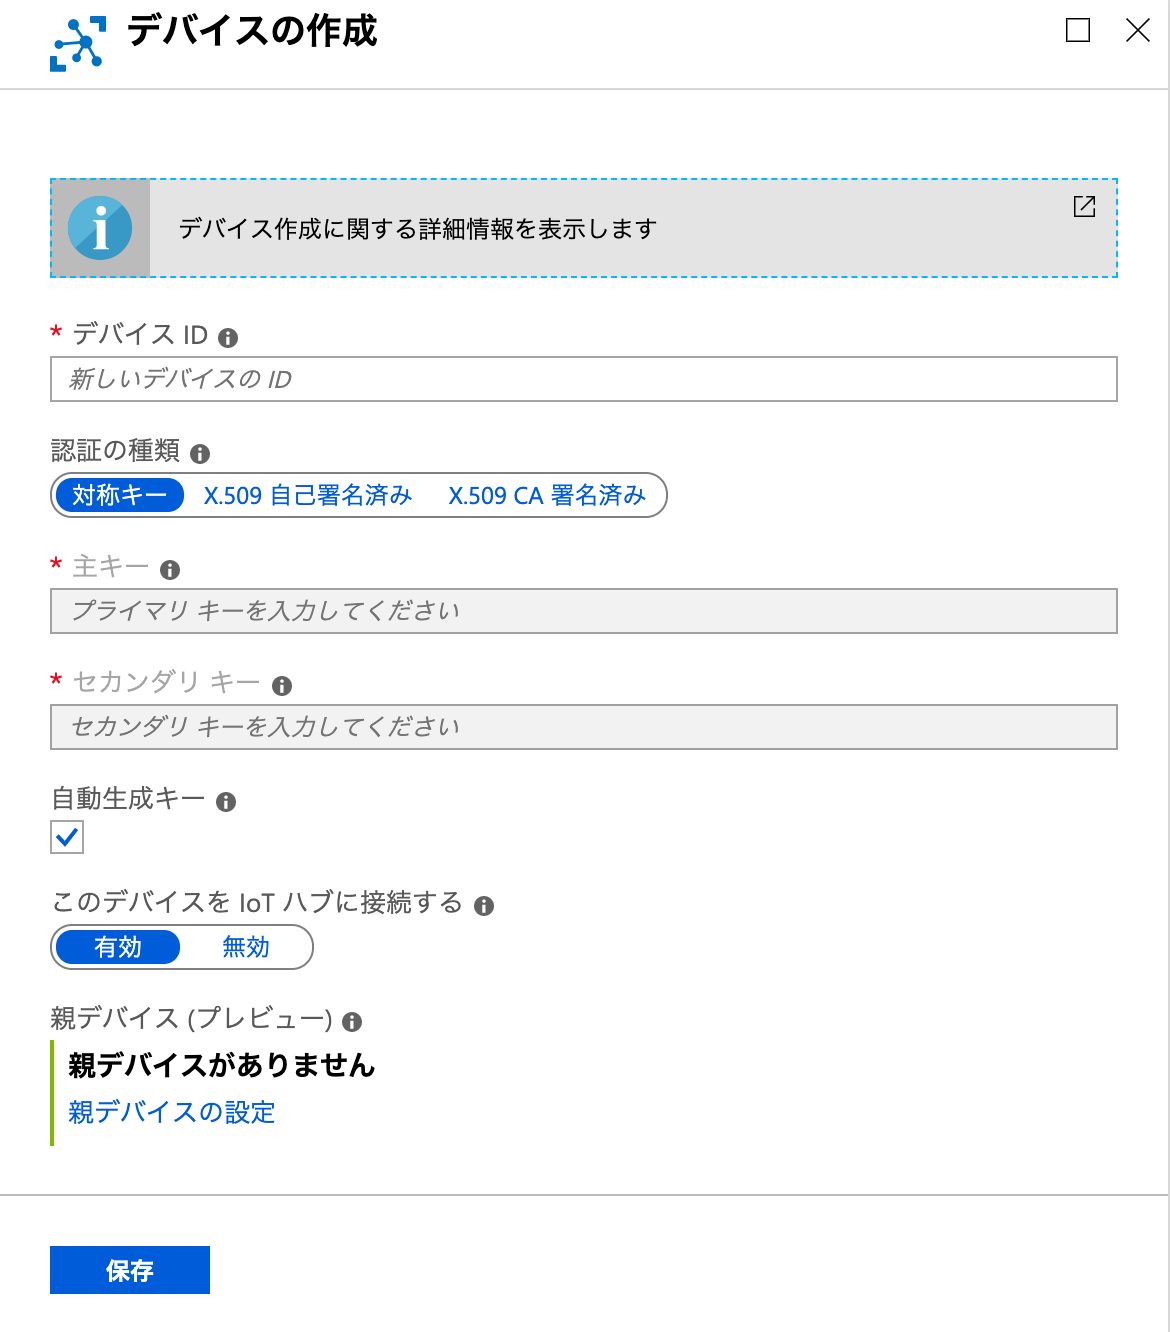 デバイスの作成
デバイス作成に関する詳細情報を表示します
* デバイス ID
新しいデバイスの ID
認証の種類
対称キー X.509 自己署名済み X.509 CA 署名済み
* 主キー
プライマリ キーを入力してください
* セカンダリ キー
セカンダリ キーを入力してください
自動生成キー
このデバイスを IoT ハブに接続する
有効 無効
親デバイス (プレビュー)
親デバイスがありません
親デバイスの設定
保存